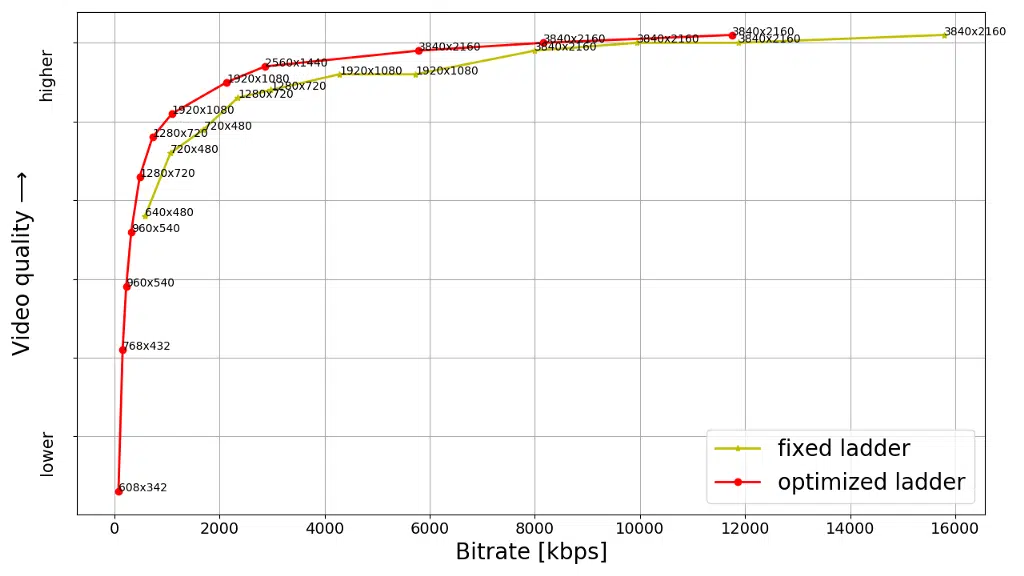 higher
lower
Video quality ⟶
3840x2160
3840x2160
3840x2160
3840x2160
3840x2160
3840x2160
3840x2160
2560x1440
1920x1080
1920x1080
1920x1080
1280x720
1280x720
1920x1080
720x480
1280x720
720x480
1280x720
640x480
960x540
960x540
768x432
608x342
fixed ladder
optimized ladder
0 2000 4000 6000 8000 10000 12000 14000 16000
Bitrate [kbps]